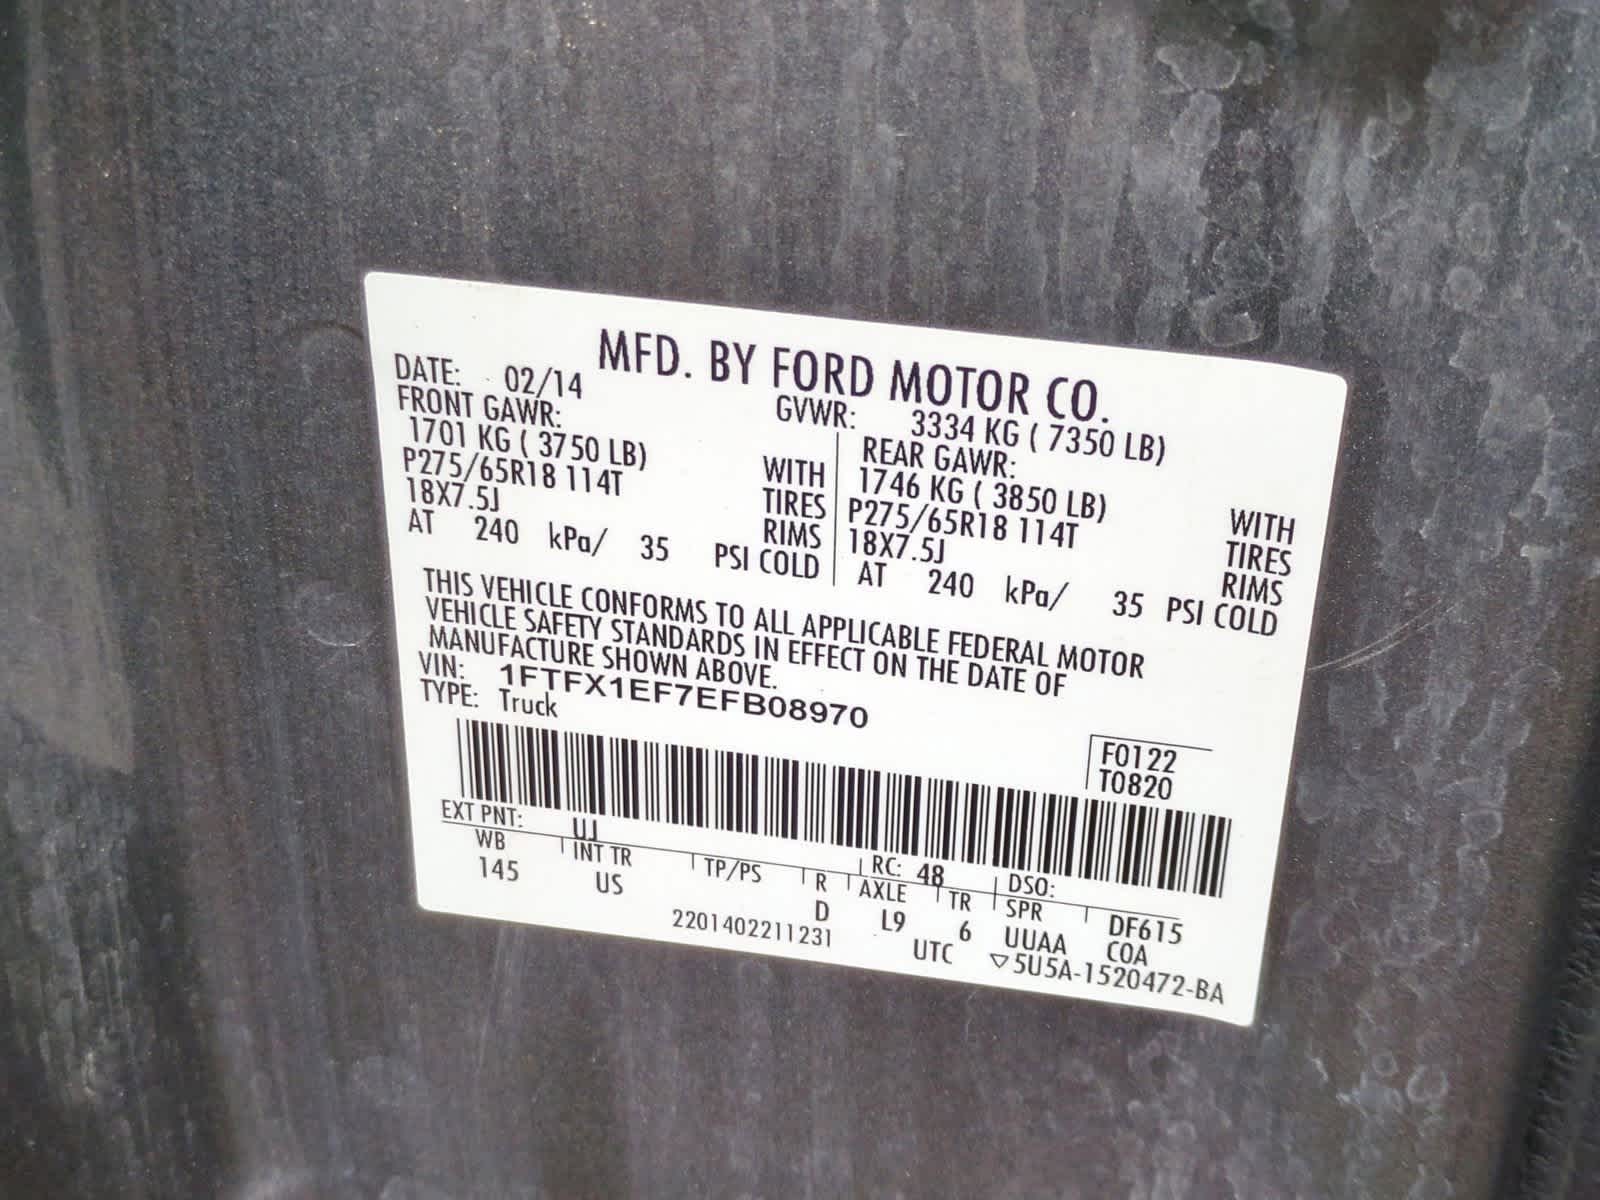 MFD. BY FORD MOTOR CO.
DATE: 02/14 GVWR: 3334 KG ( 7350 LB)
FRONT GAWR: REAR GAWR:
1701 KG ( 3750 LB) WITH 1746 KG ( 3850 LB) WITH
P275/65R18 114T TIRES P275/65R18 114T TIRES
18X7.5J RIMS 18X7.5J RIMS
AT 240 kPa/ 35 PSI COLD AT 240 kPa/ 35 PSI COLD
THIS VEHICLE CONFORMS TO ALL APPLICABLE FEDERAL MOTOR
VEHICLE SAFETY STANDARDS IN EFFECT ON THE DATE OF
MANUFACTURE SHOWN ABOVE.
VIN: 1FTFX1EF7EFB08970
TYPE: Truck
F0122
T0820
EXT PNT: UJ RC: 48 DSO:
WB INT TR TP/PS R AXLE TR SPR DF615
145 US D L9 6 UUAA COA
2201402211231 UTC ▽5U5A-1520472-BA